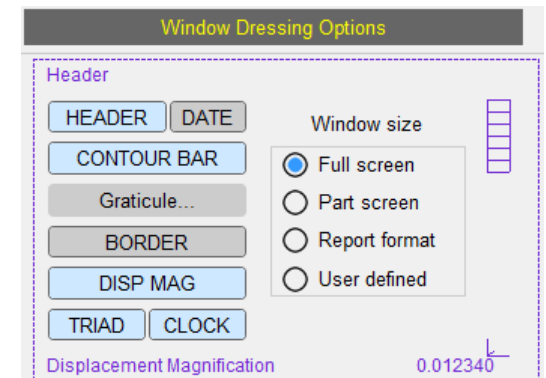 Window Dressing Options
Header
HEADER DATE
Window size
CONTOUR BAR
Full screen
Graticule...
Part screen
BORDER
Report format
DISP MAG
User defined
TRIAD CLOCK
Displacement Magnification 0.012340